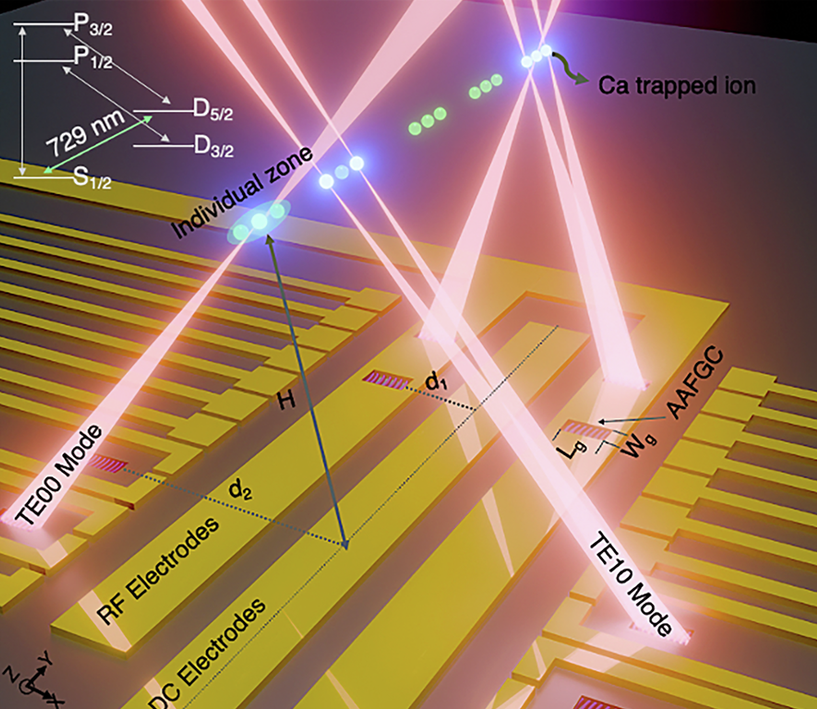 P3/2
P1/2
D5/2
729 nm
D3/2
S1/2
Ca trapped ion
Individual zone
AAFGC
d1
H
Lg
Wg
TE00 Mode
d2
RF Electrodes
TE10 Mode
DC Electrodes
Z
Y
X